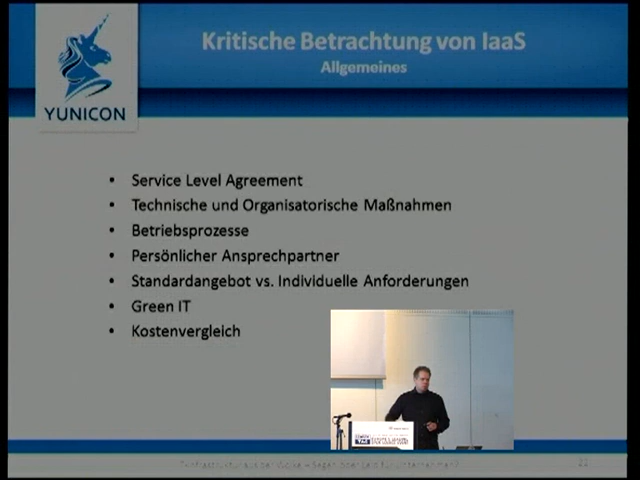 YUNICON
Kritische Betrachtung von IaaS
Allgemeines
• Service Level Agreement
• Technische und Organisatorische Maßnahmen
• Betriebsprozesse
• Persönlicher Ansprechpartner
• Standardangebot vs. Individuelle Anforderungen
• Green IT
• Kostenvergleich